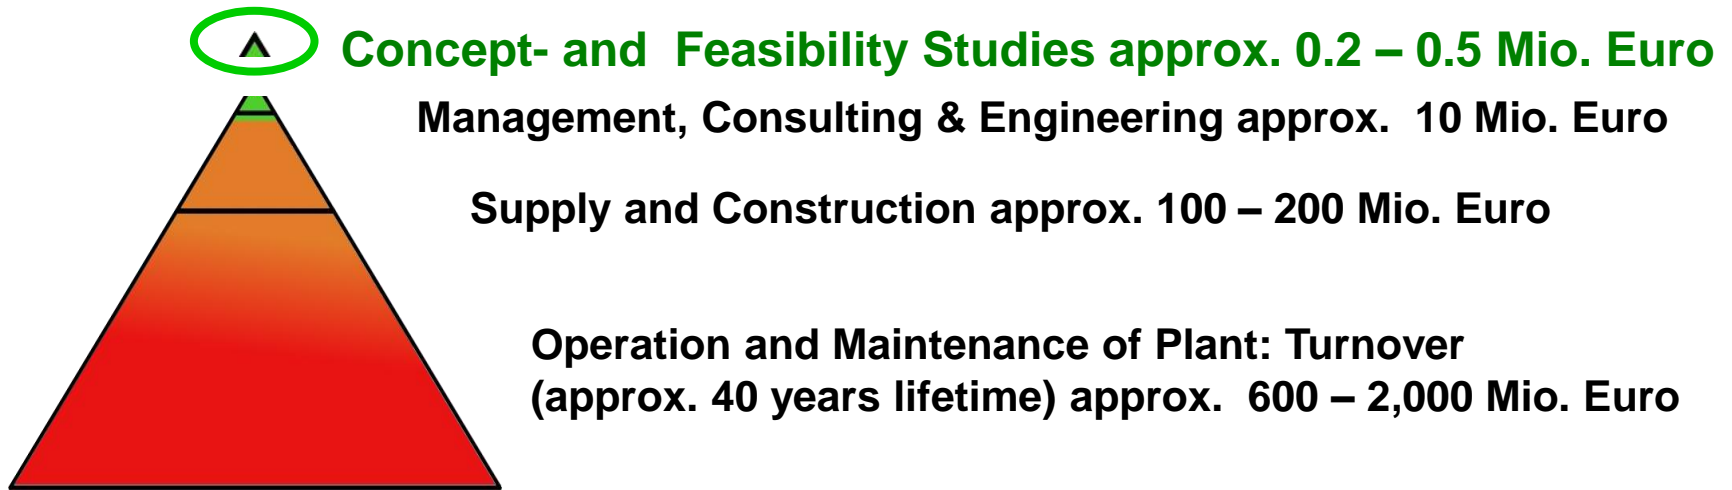 Concept- and Feasibility Studies approx. 0.2 – 0.5 Mio. Euro
Management, Consulting & Engineering approx. 10 Mio. Euro
Supply and Construction approx. 100 – 200 Mio. Euro
Operation and Maintenance of Plant: Turnover
(approx. 40 years lifetime) approx. 600 – 2,000 Mio. Euro